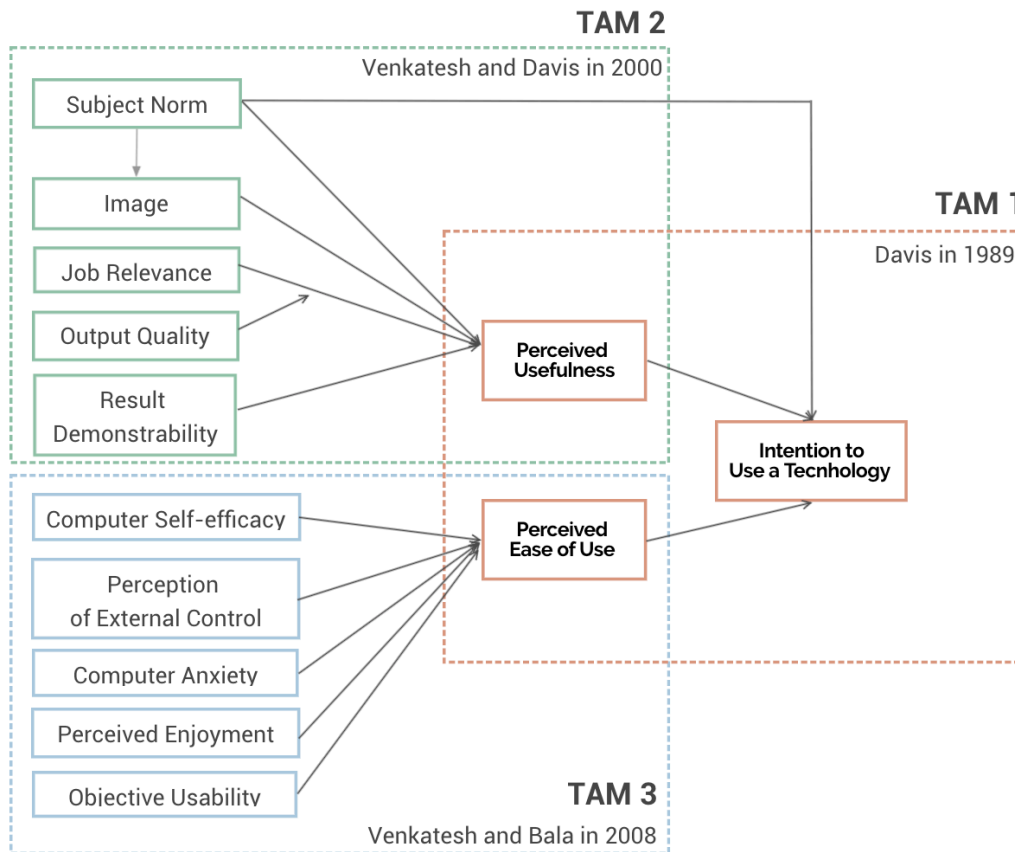 TAM 2
Venkatesh and Davis in 2000
Subject Norm
Image
Job Relevance
Output Quality
Result
Demonstrability
TAM 1
Davis in 1989
Perceived
Usefulness
Intention to
Use a Tecnhology
Perceived
Ease of Use
Computer Self-efficacy
Perception
of External Control
Computer Anxiety
Perceived Enjoyment
Objective Usability
TAM 3
Venkatesh and Bala in 2008